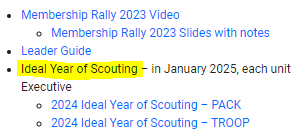 Membership Rally 2023 Video
Membership Rally 2023 Slides with notes
Leader Guide
Ideal Year of Scouting – in January 2025, each unit
Executive
2024 Ideal Year of Scouting – PACK
2024 Ideal Year of Scouting – TROOP